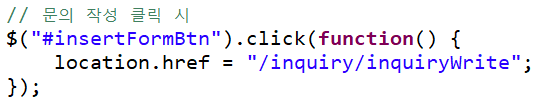 // 문의 작성 클릭 시
$("#insertFormBtn").click(function() {
    location.href = "/inquiry/inquiryWrite";
});